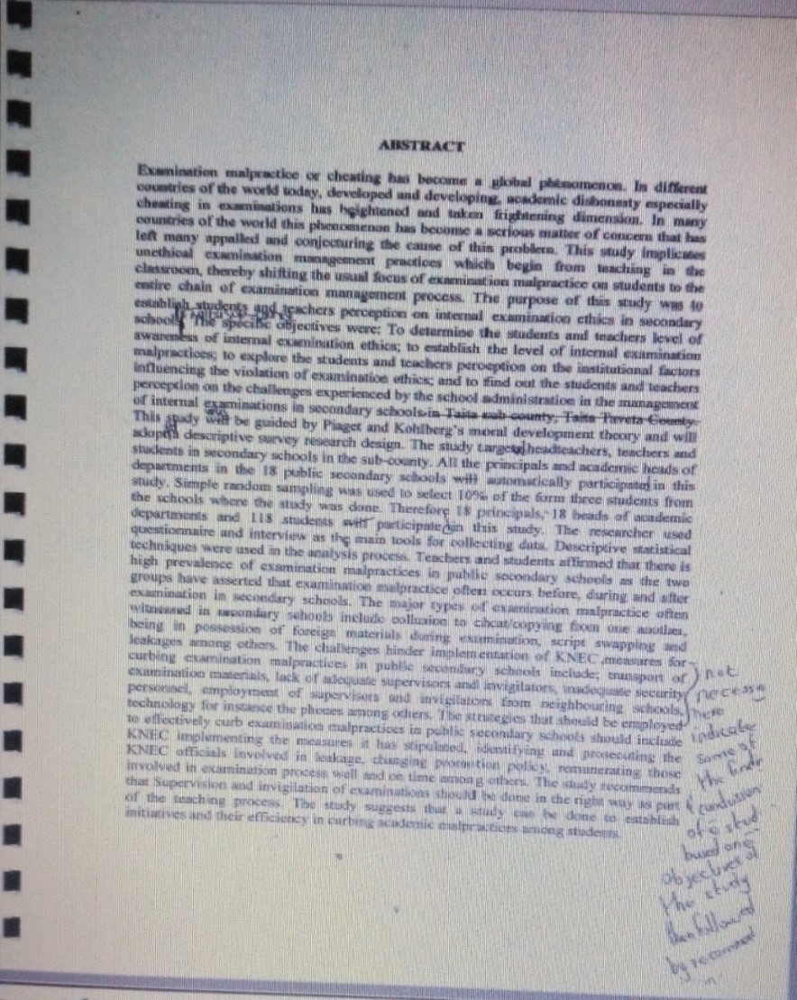 ABSTRACT
Examination malpractice or cheating has become a global phenomenon. In different
countries of the world today, developed and developing, academic dishonesty especially
cheating in examinations has heightened and taken frightening dimension. In many
countries of the world this phenomenon has become a serious matter of concern that has
left many appalled and conjecturing the cause of this problem. This study implicates
unethical examination management practices which begin from teaching in the
classroom, thereby shifting the usual focus of examination malpractice on students to the
entire chain of examination management process. The purpose of this study was to
establish students and teachers perception on internal examination ethics in secondary
schools. The specific objectives were: To determine the students and teachers level of
awareness of internal examination ethics; to establish the level of internal examination
malpractices; to explore the students and teachers perception on the institutional factors
influencing the violation of examination ethics; and to find out the students and teachers
perception on the challenges experienced by the school administration in the management
of internal examinations in secondary schools in Taita sub county, Taita Taveta County.
This study will be guided by Piaget and Kohlberg's moral development theory and will
adopt a descriptive survey research design. The study targeted headteachers, teachers and
students in secondary schools in the sub-county. All the principals and academic heads of
departments in the 18 public secondary schools will automatically participated in this
study. Simple random sampling was used to select 10% of the form three students from
the schools where the study was done. Therefore 18 principals, 18 heads of academic
departments and 118 students will participate in this study. The researcher used
questionnaire and interview as the main tools for collecting data. Descriptive statistical
techniques were used in the analysis process. Teachers and students affirmed that there is
high prevalence of examination malpractices in public secondary schools as the two
groups have asserted that examination malpractice often occurs before, during and after
examination in secondary schools. The major types of examination malpractice often
witnessed in secondary schools include collusion to cheat/copying from one another,
being in possession of foreign materials during examination, script swapping and
leakages among others. The challenges hinder implementation of KNEC measures for
curbing examination malpractices in public secondary schools include; transport of
examination materials, lack of adequate supervisors and invigilators, inadequate security
personnel, employment of supervisors and invigilators from neighbouring schools,
technology for instance the phones among others. The strategies that should be employed
to effectively curb examination malpractices in public secondary schools should include
KNEC implementing the measures it has stipulated, identifying and prosecuting the
KNEC officials involved in leakage, changing promotion policy, remunerating those
involved in examination process well and on time among others. The study recommends
that Supervision and invigilation of examinations should be done in the right way as part
of the teaching process. The study suggests that a study can be done to establish
initiatives and their efficiency in curbing academic malpractices among students.
not
necessy
here
indicate
some of
the
& conclusion
of
based
objectives of
the study
then followed
by